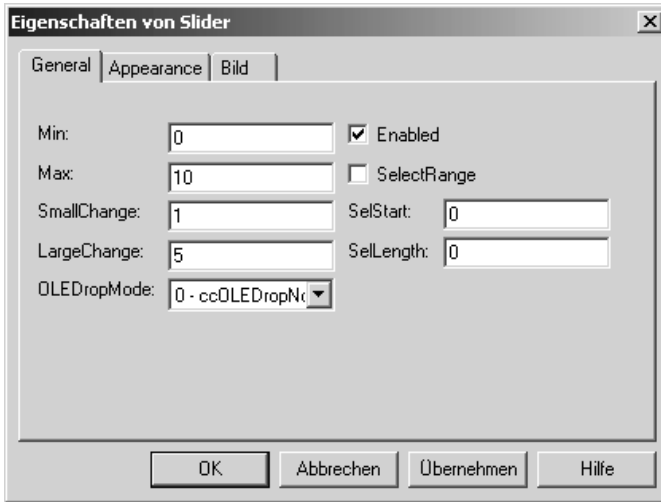 Eigenschaften von Slider
General Appearance Bild
Min: 0 Enabled
Max: 10 SelectRange
SmallChange: 1 SelStart: 0
LargeChange: 5 SelLength: 0
OLEDropMode: 0 - ccOLEDropNo
OK Abbrechen Übernehmen Hilfe